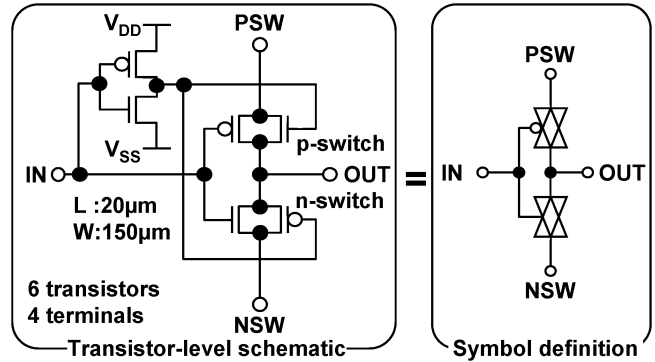 V_DD
PSW
PSW
V_SS
p-switch
IN
OUT
=
IN
OUT
n-switch
L :20µm
W:150µm
6 transistors
4 terminals
NSW
NSW
Transistor-level schematic
Symbol definition